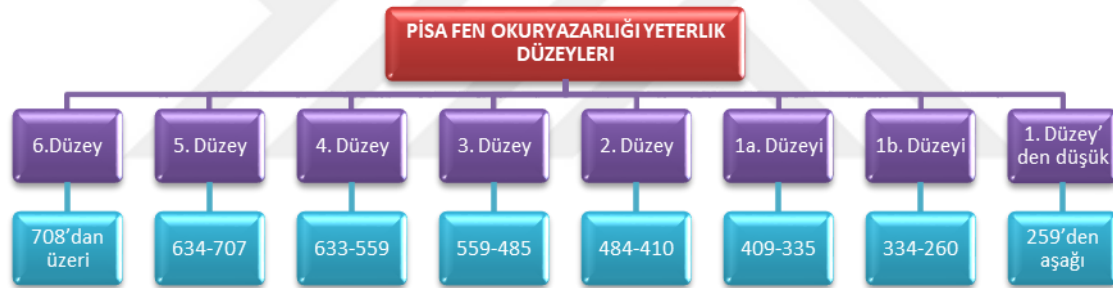 PİSA FEN OKURYAZARLIĞI YETERLIK
DÜZEYLERI
6.Düzey
5. Düzey
4. Düzey
3. Düzey
2. Düzey
1a. Düzeyi
1b. Düzeyi
1. Düzey’
den düşük
708’dan
üzeri
634-707
633-559
559-485
484-410
409-335
334-260
259’den
aşağı